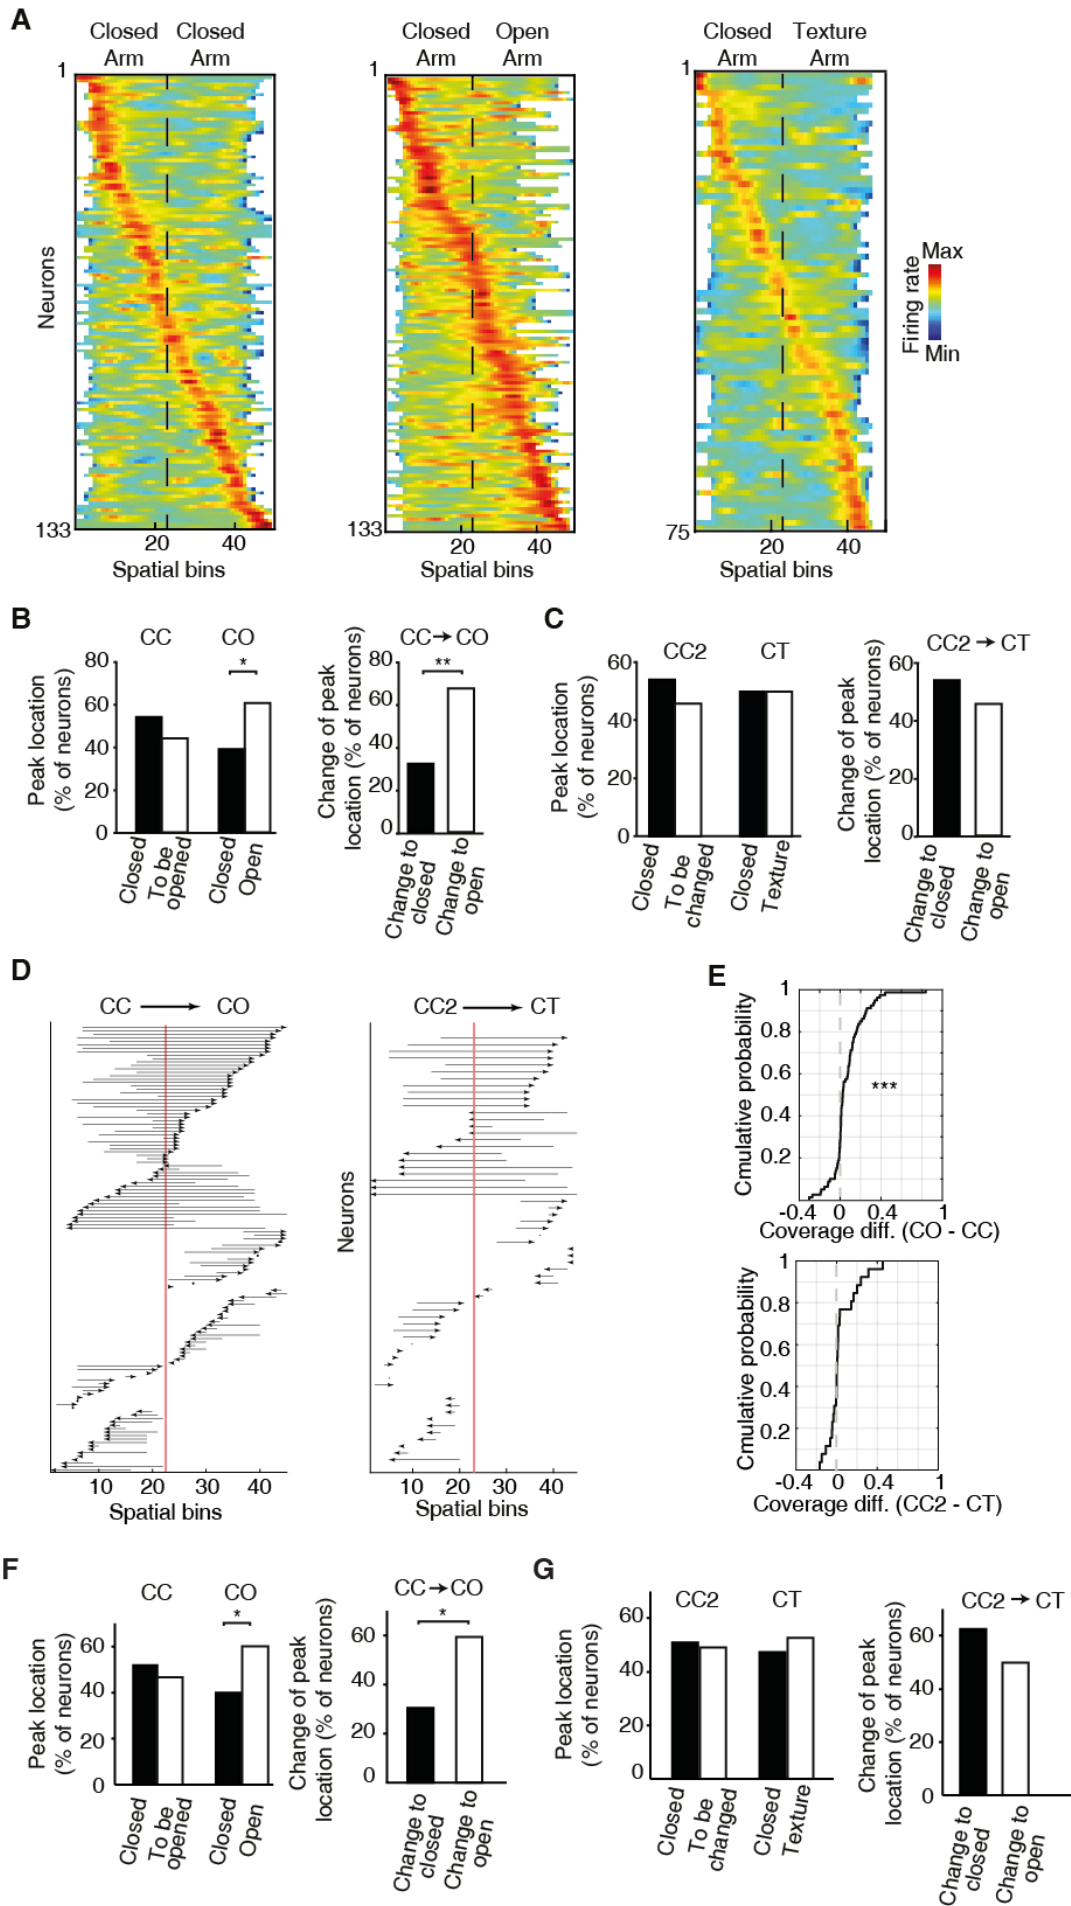 A
Closed Closed
Arm Arm
Closed Open
Arm Arm
Closed Texture
Arm Arm
1
1
1
Neurons
133
133
75
20 40
20 40
20 40
Spatial bins
Spatial bins
Spatial bins
Max
Firing rate
Min
B
CC
CO
*
Peak location
(% of neurons)
80
60
40
20
0
Closed
To be
opened
Closed
Open
CC → CO
**
Change of peak
location (% of neurons)
80
60
40
20
0
Change to
closed
Change to
open
C
CC2
CT
Peak location
(% of neurons)
60
40
20
0
Closed
To be
changed
Closed
Texture
CC2 → CT
Change of peak
location (% of neurons)
60
40
20
0
Change to
closed
Change to
open
D
CC → CO
10 20 30 40
Spatial bins
CC2 → CT
Neurons
10 20 30 40
Spatial bins
E
Cmulative probability
1
0.8
0.6
0.4
0.2
***
-0.4 0 0.4 1
Coverage diff. (CO - CC)
Cmulative probability
1
0.8
0.6
0.4
0.2
-0.4 0 0.4 1
Coverage diff. (CC2 - CT)
F
CC
CO
*
Peak location
(% of neurons)
60
40
20
0
Closed
To be
opened
Closed
Open
CC → CO
*
Change of peak
location (% of neurons)
60
40
20
0
Change to
closed
Change to
open
G
CC2
CT
Peak location
(% of neurons)
60
40
20
0
Closed
To be
changed
Closed
Texture
CC2 → CT
Change of peak
location (% of neurons)
60
40
20
0
Change to
closed
Change to
open